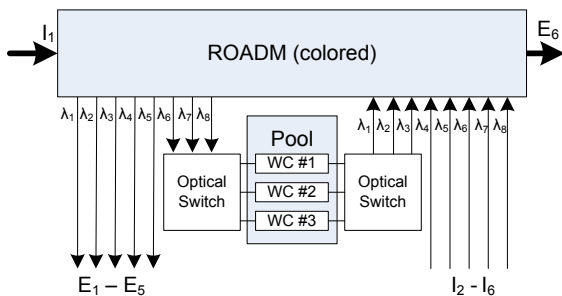 I1
ROADM (colored)
E6
λ1 λ2 λ3 λ4 λ5 λ6 λ7 λ8
λ1 λ2 λ3 λ4 λ5 λ6 λ7 λ8
Pool
Optical
Switch
WC #1
WC #2
WC #3
Optical
Switch
E1 – E5
I2 - I6